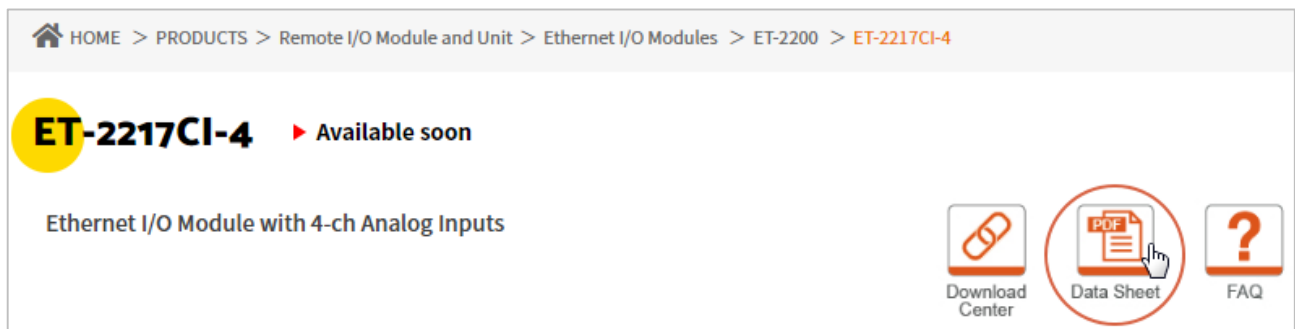 HOME > PRODUCTS > Remote I/O Module and Unit > Ethernet I/O Modules > ET-2200 > ET-2217CI-4
ET-2217CI-4 Available soon
Ethernet I/O Module with 4-ch Analog Inputs
PDF ?
Download Center Data Sheet FAQ